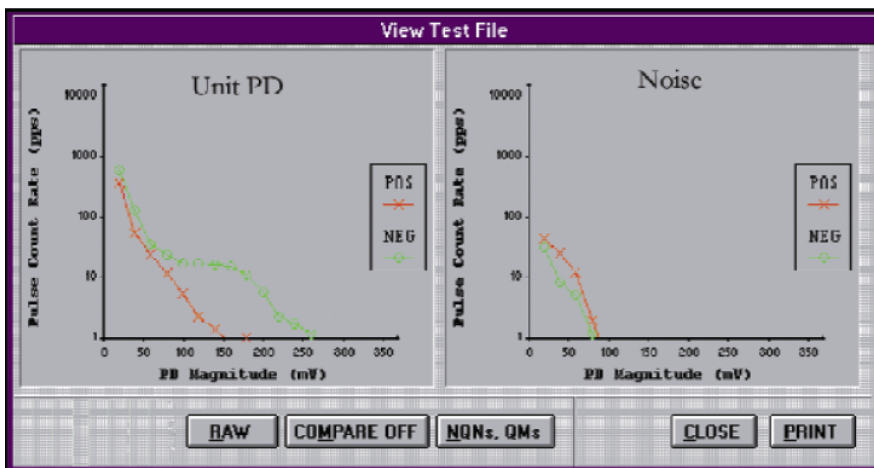 View Test File
Unit PD
Pulse Count Rate (pps)
10000
1000
100
10
1
0 50 100 150 200 250 300 350
PD Magnitude (mV)
POS
NEG
Noise
Pulse Count Rate (pps)
10000
1000
100
10
1
0 50 100 150 200 250 300 350
PD Magnitude (mV)
POS
NEG
RAW
COMPARE OFF
NQNs, QMs
CLOSE
PRINT